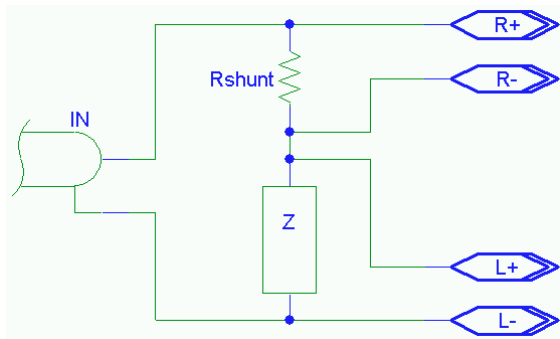 R+
Rshunt
R-
IN
Z
L+
L-